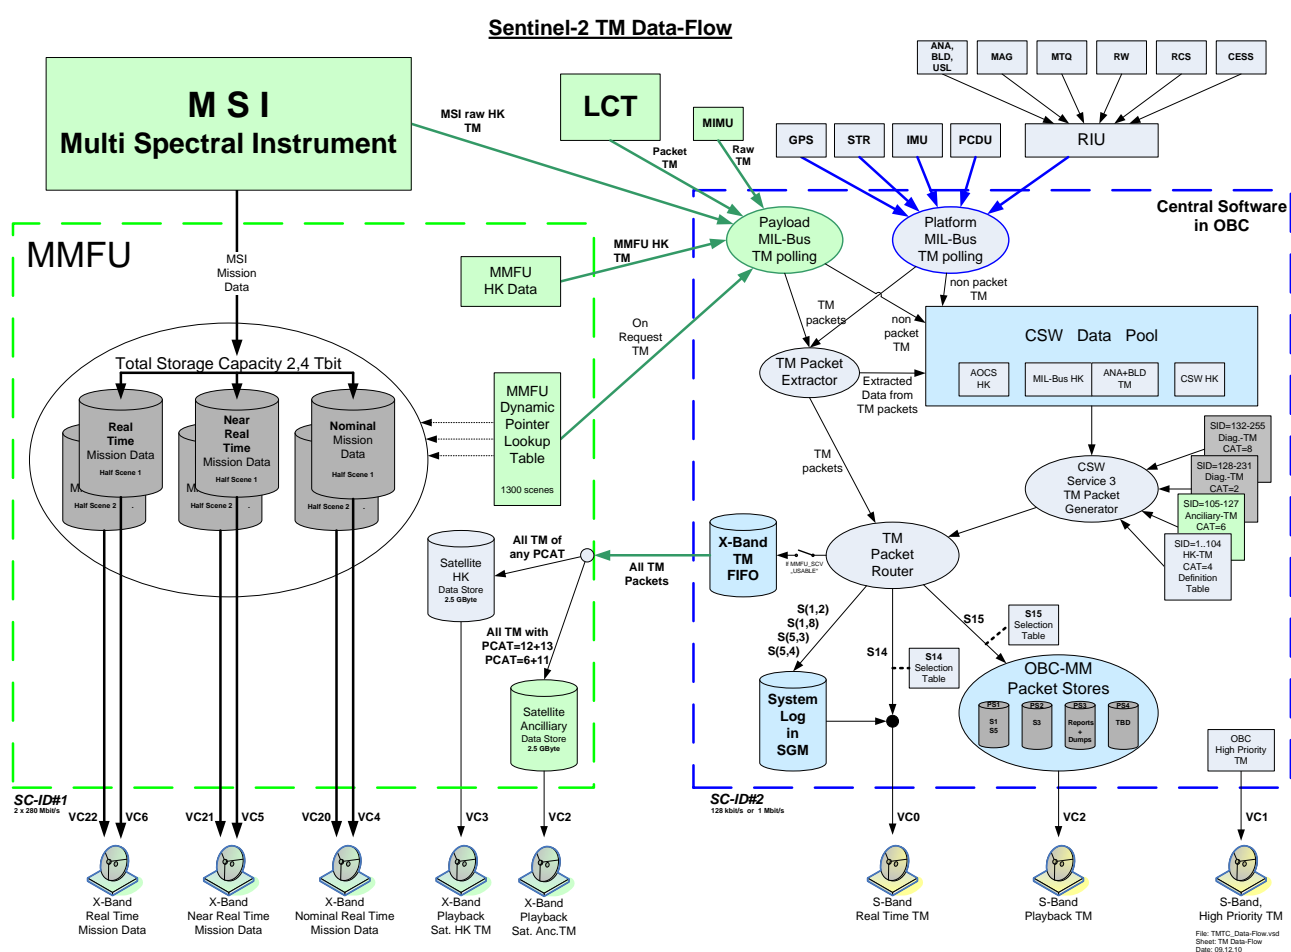 Sentinel-2 TM Data-Flow
M S I
Multi Spectral Instrument
MSI raw HK
TM
LCT
Packet
TM
MIMU
Raw
TM
ANA,
BLD,
USL
MAG
MTQ
RW
RCS
CESS
GPS
STR
IMU
PCDU
RIU
Central Software
in OBC
Payload
MIL-Bus
TM polling
Platform
MIL-Bus
TM polling
MMFU
MSI
Mission
Data
MMFU
HK Data
MMFU HK
TM
On
Request
TM
TM
packets
non
packet
TM
non packet
TM
CSW Data Pool
AOCS
HK
MIL-Bus HK
ANA+BLD
TM
CSW HK
TM Packet
Extractor
Extracted
Data from
TM packets
Total Storage Capacity 2,4 Tbit
Real
Time
Mission Data
Half Scene 1
M
Half Scene 2
.
Near
Real
Time
Mission Data
Half Scene 1
M
Half Scene 2
.
Nominal
Mission
Data
Half Scene 1
M
Half Scene 2
.
MMFU
Dynamic
Pointer
Lookup
Table
1300 scenes
TM
packets
CSW
Service 3
TM Packet
Generator
SID=132-255
Diag.-TM
CAT=8
SID=128-231
Diag.-TM
CAT=2
SID=105-127
Anciliary-TM
CAT=6
SID=1..104
HK-TM
CAT=4
Definition
Table
All TM of
any PCAT
All TM
Packets
X-Band
TM
FIFO
If MMFU_SCV
„USABLE"
TM
Packet
Router
Satellite
HK
Data Store
2.5 GByte
All TM with
PCAT=12+13
PCAT=6+11
Satellite
Ancilliary
Data Store
2.5 GByte
S(1,2)
S(1,8)
S(5,3)
S(5,4)
S14
S14
Selection
Table
S15
S15
Selection
Table
System
Log
in
SGM
OBC-MM
Packet Stores
PS1
S1
S5
PS2
S3
PS3
Reports
+
Dumps
PS4
TBD
OBC
High Priority
TM
SC-ID#1
2 x 280 Mbit/s
SC-ID#2
128 kbit/s or 1 Mbit/s
VC22
VC6
VC21
VC5
VC20
VC4
VC3
VC2
VC0
VC2
VC1
X-Band
Real Time
Mission Data
X-Band
Near Real Time
Mission Data
X-Band
Nominal Real Time
Mission Data
X-Band
Playback
Sat. HK TM
X-Band
Playback
Sat. Anc.TM
S-Band
Real Time TM
S-Band
Playback TM
S-Band,
High Priority TM
File: TMTC_Data-Flow.vsd
Sheet: TM Data-Flow
Date: 09.12.10